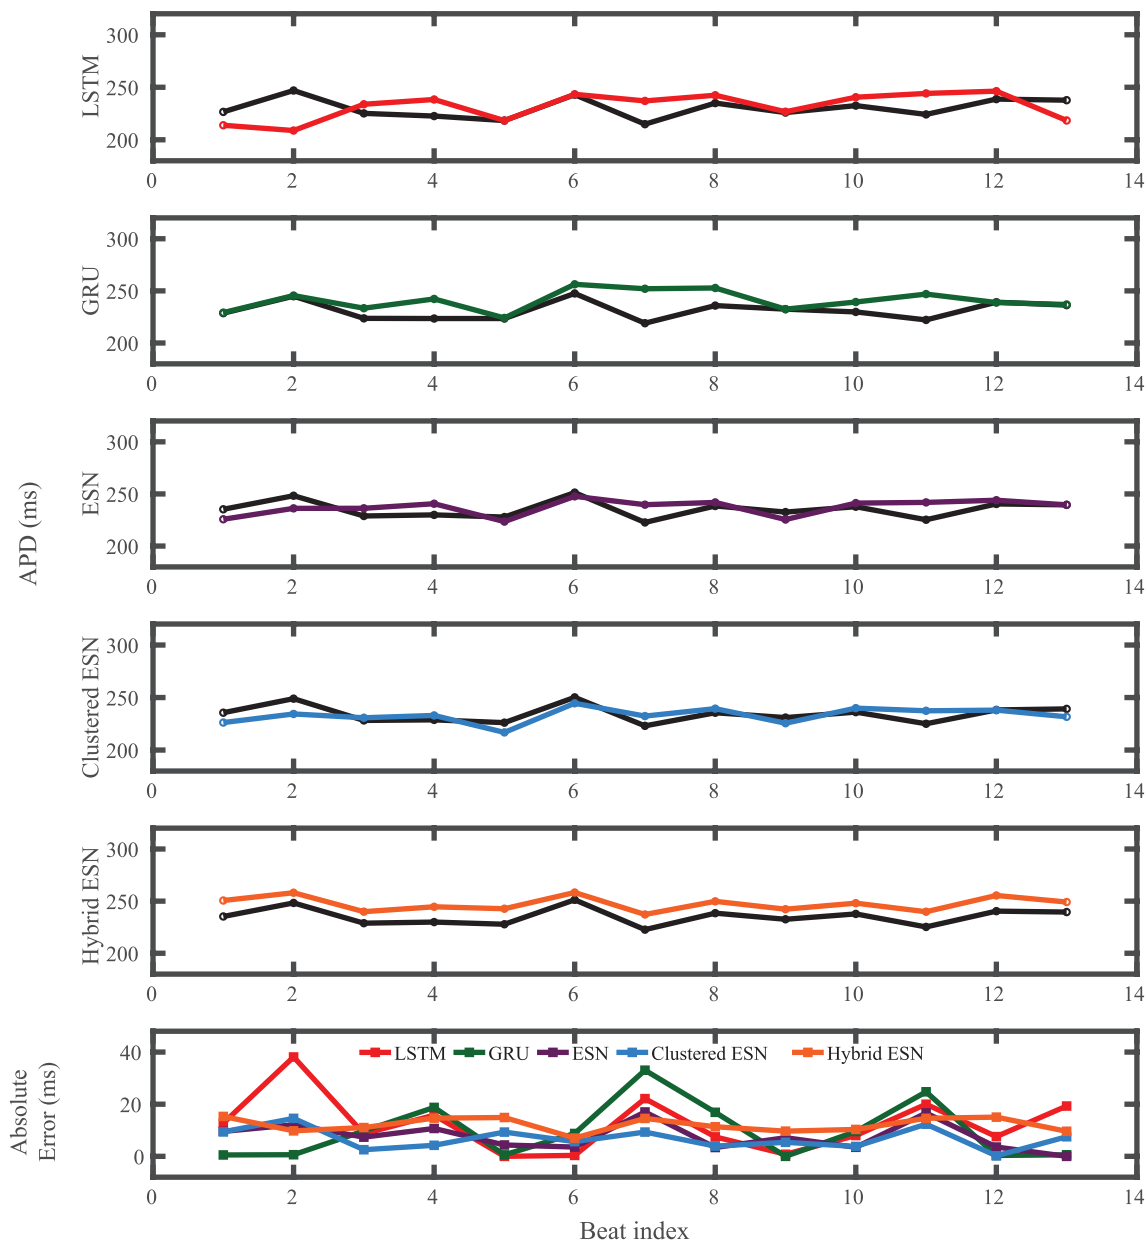 300
250
200
LSTM
0 2 4 6 8 10 12 14
300
250
200
GRU
0 2 4 6 8 10 12 14
300
250
200
ESN
0 2 4 6 8 10 12 14
APD (ms)
300
250
200
Clustered ESN
0 2 4 6 8 10 12 14
300
250
200
Hybrid ESN
0 2 4 6 8 10 12 14
40
20
0
Absolute
Error (ms)
LSTM GRU ESN Clustered ESN Hybrid ESN
0 2 4 6 8 10 12 14
Beat index